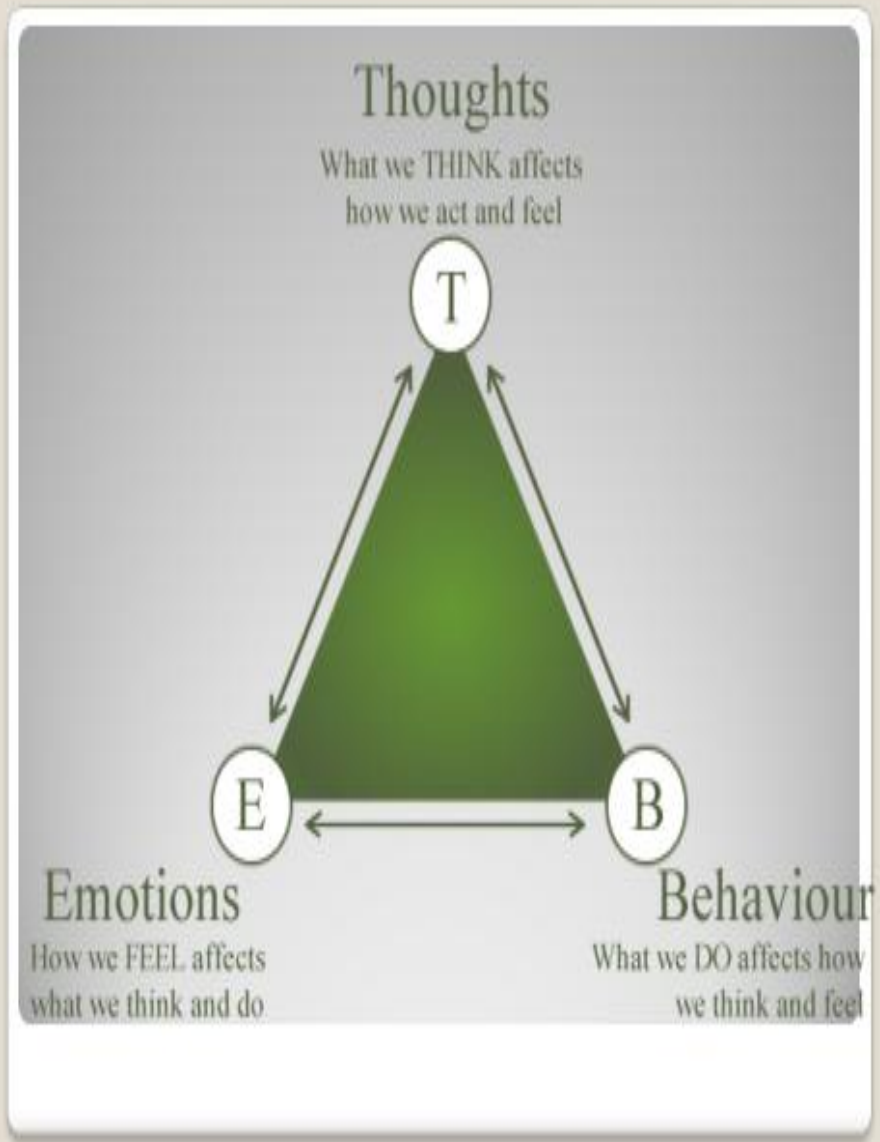 Thoughts
What we THINK affects
how we act and feel
T
E
B
Emotions
How we FEEL affects
what we think and do
Behaviour
What we DO affects how
we think and feel